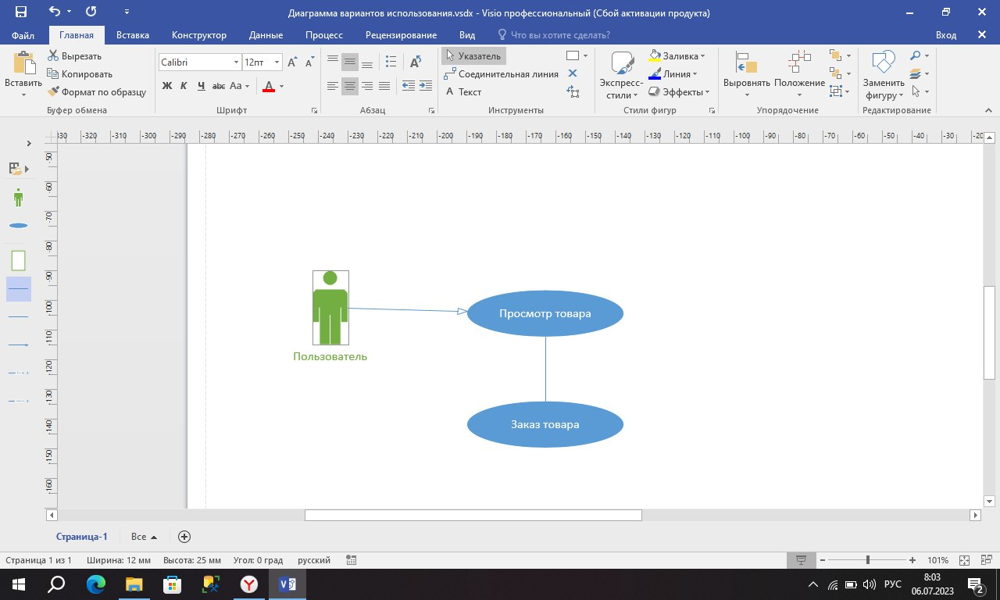 Диаграмма вариантов использования.vsdx - Visio профессиональный (Сбой активации продукта)
Файл Главная Вставка Конструктор Данные Процесс Рецензирование Вид Что вы хотите сделать? Вход
Вставить
Вырезать
Копировать
Формат по образцу
Буфер обмена
Calibri 12пт
Ж К Ч abc Aa A
Шрифт
Абзац
Указатель
Соединительная линия
A Текст
Инструменты
Экспресс-
стили
Заливка
Линия
Эффекты
Стили фигур
Выровнять
Положение
Упорядочение
Заменить
фигуру
Редактирование
-330 -320 -310 -300 -290 -280 -270 -260 -250 -240 -230 -220 -210 -200 -190 -180 -170 -160 -150 -140 -130 -120 -110 -100 -90 -80 -70 -60 -50 -40 -30 -20
-50
-60
-70
-80
-90
-100
-110
-120
-130
-140
-150
-160
Просмотр товара
Пользователь
Заказ товара
Страница-1 Все
Страница 1 из 1 Ширина: 12 мм Высота: 25 мм Угол: 0 град русский 101%
РУС
8:03
06.07.2023
2